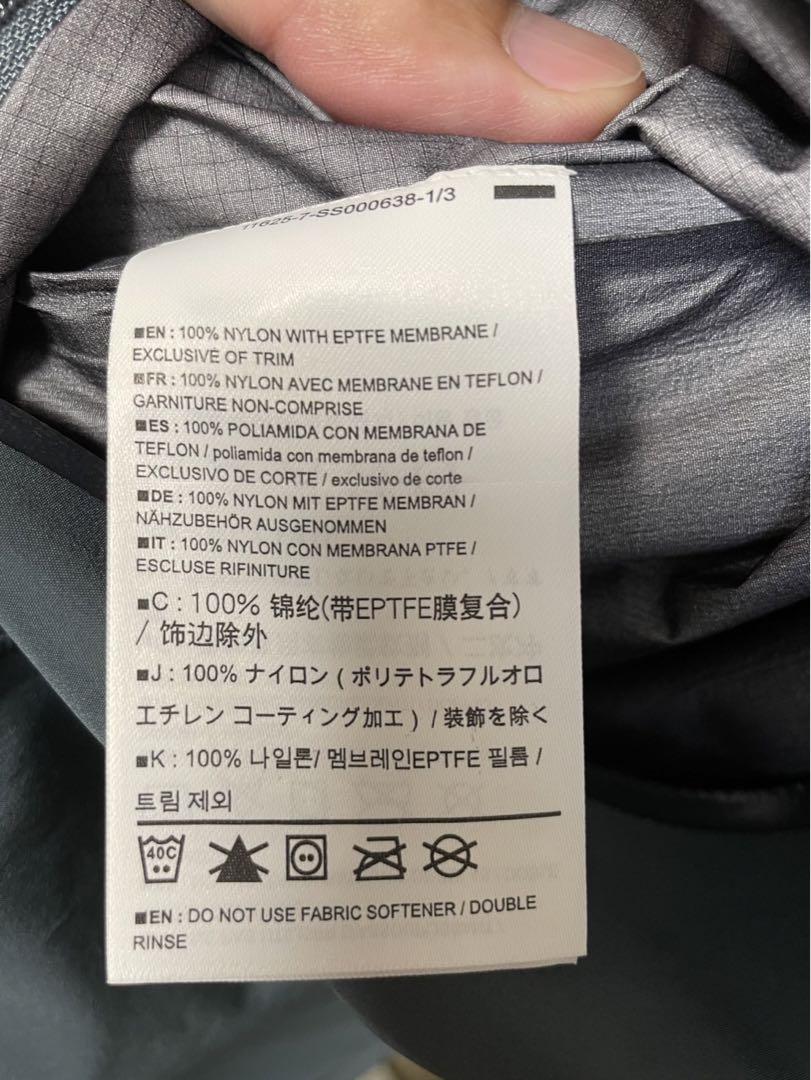 11625-7-SS000638-1/3
EN : 100% NYLON WITH EPTFE MEMBRANE /
EXCLUSIVE OF TRIM
FR : 100% NYLON AVEC MEMBRANE EN TEFLON /
GARNITURE NON-COMPRISE
ES : 100% POLIAMIDA CON MEMBRANA DE
TEFLON / poliamida con membrana de teflon /
EXCLUSIVO DE CORTE / exclusivo de corte
DE : 100% NYLON MIT EPTFE MEMBRAN /
NÄHZUBEHÖR AUSGENOMMEN
IT : 100% NYLON CON MEMBRANA PTFE /
ESCLUSE RIFINITURE
C : 100% 锦纶(带EPTFE膜复合)
/ 饰边除外
J : 100% ナイロン ( ポリテトラフルオロ
エチレン コーティング加工 ) / 装飾を除く
K : 100% 나일론/ 멤브레인EPTFE 필름 /
트림 제외
40C
EN : DO NOT USE FABRIC SOFTENER / DOUBLE
RINSE